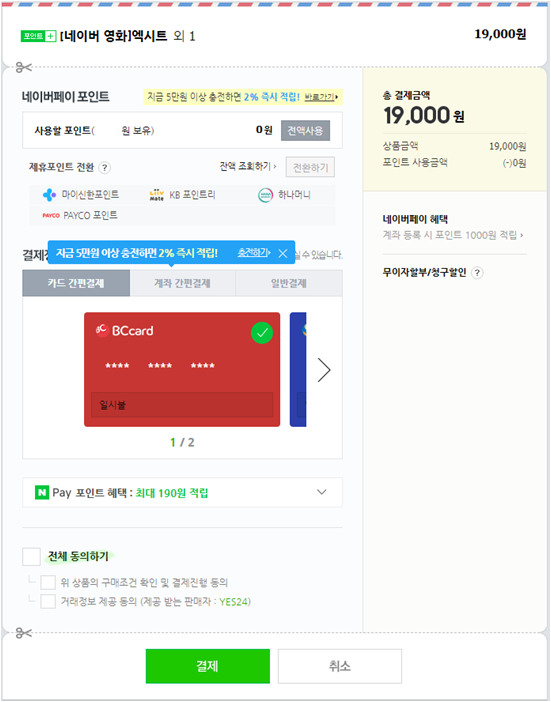 포인트 + [네이버 영화]엑시트 외 1
19,000원
네이버페이 포인트
지금 5만원 이상 충전하면 2% 즉시 적립! 바로가기
사용할 포인트( 원 보유) 0원 전액사용
제휴포인트 전환 ? 잔액 조회하기 전환하기
마이신한포인트 KB 포인트리 하나머니
PAYCO PAYCO 포인트
결제 지금 5만원 이상 충전하면 2% 즉시 적립! 충전하기 실 수 있습니다.
카드 간편결제 계좌 간편결제 일반결제
BC BCcard
**** **** ****
일시불
1 / 2
N Pay 포인트 혜택 : 최대 190원 적립
전체 동의하기
위 상품의 구매조건 확인 및 결제진행 동의
거래정보 제공 동의 (제공 받는 판매자 : YES24)
총 결제금액
19,000 원
상품금액 19,000원
포인트 사용금액 (-)0원
네이버페이 혜택
계좌 등록 시 포인트 1000원 적립
무이자할부/청구할인 ?
결제 취소